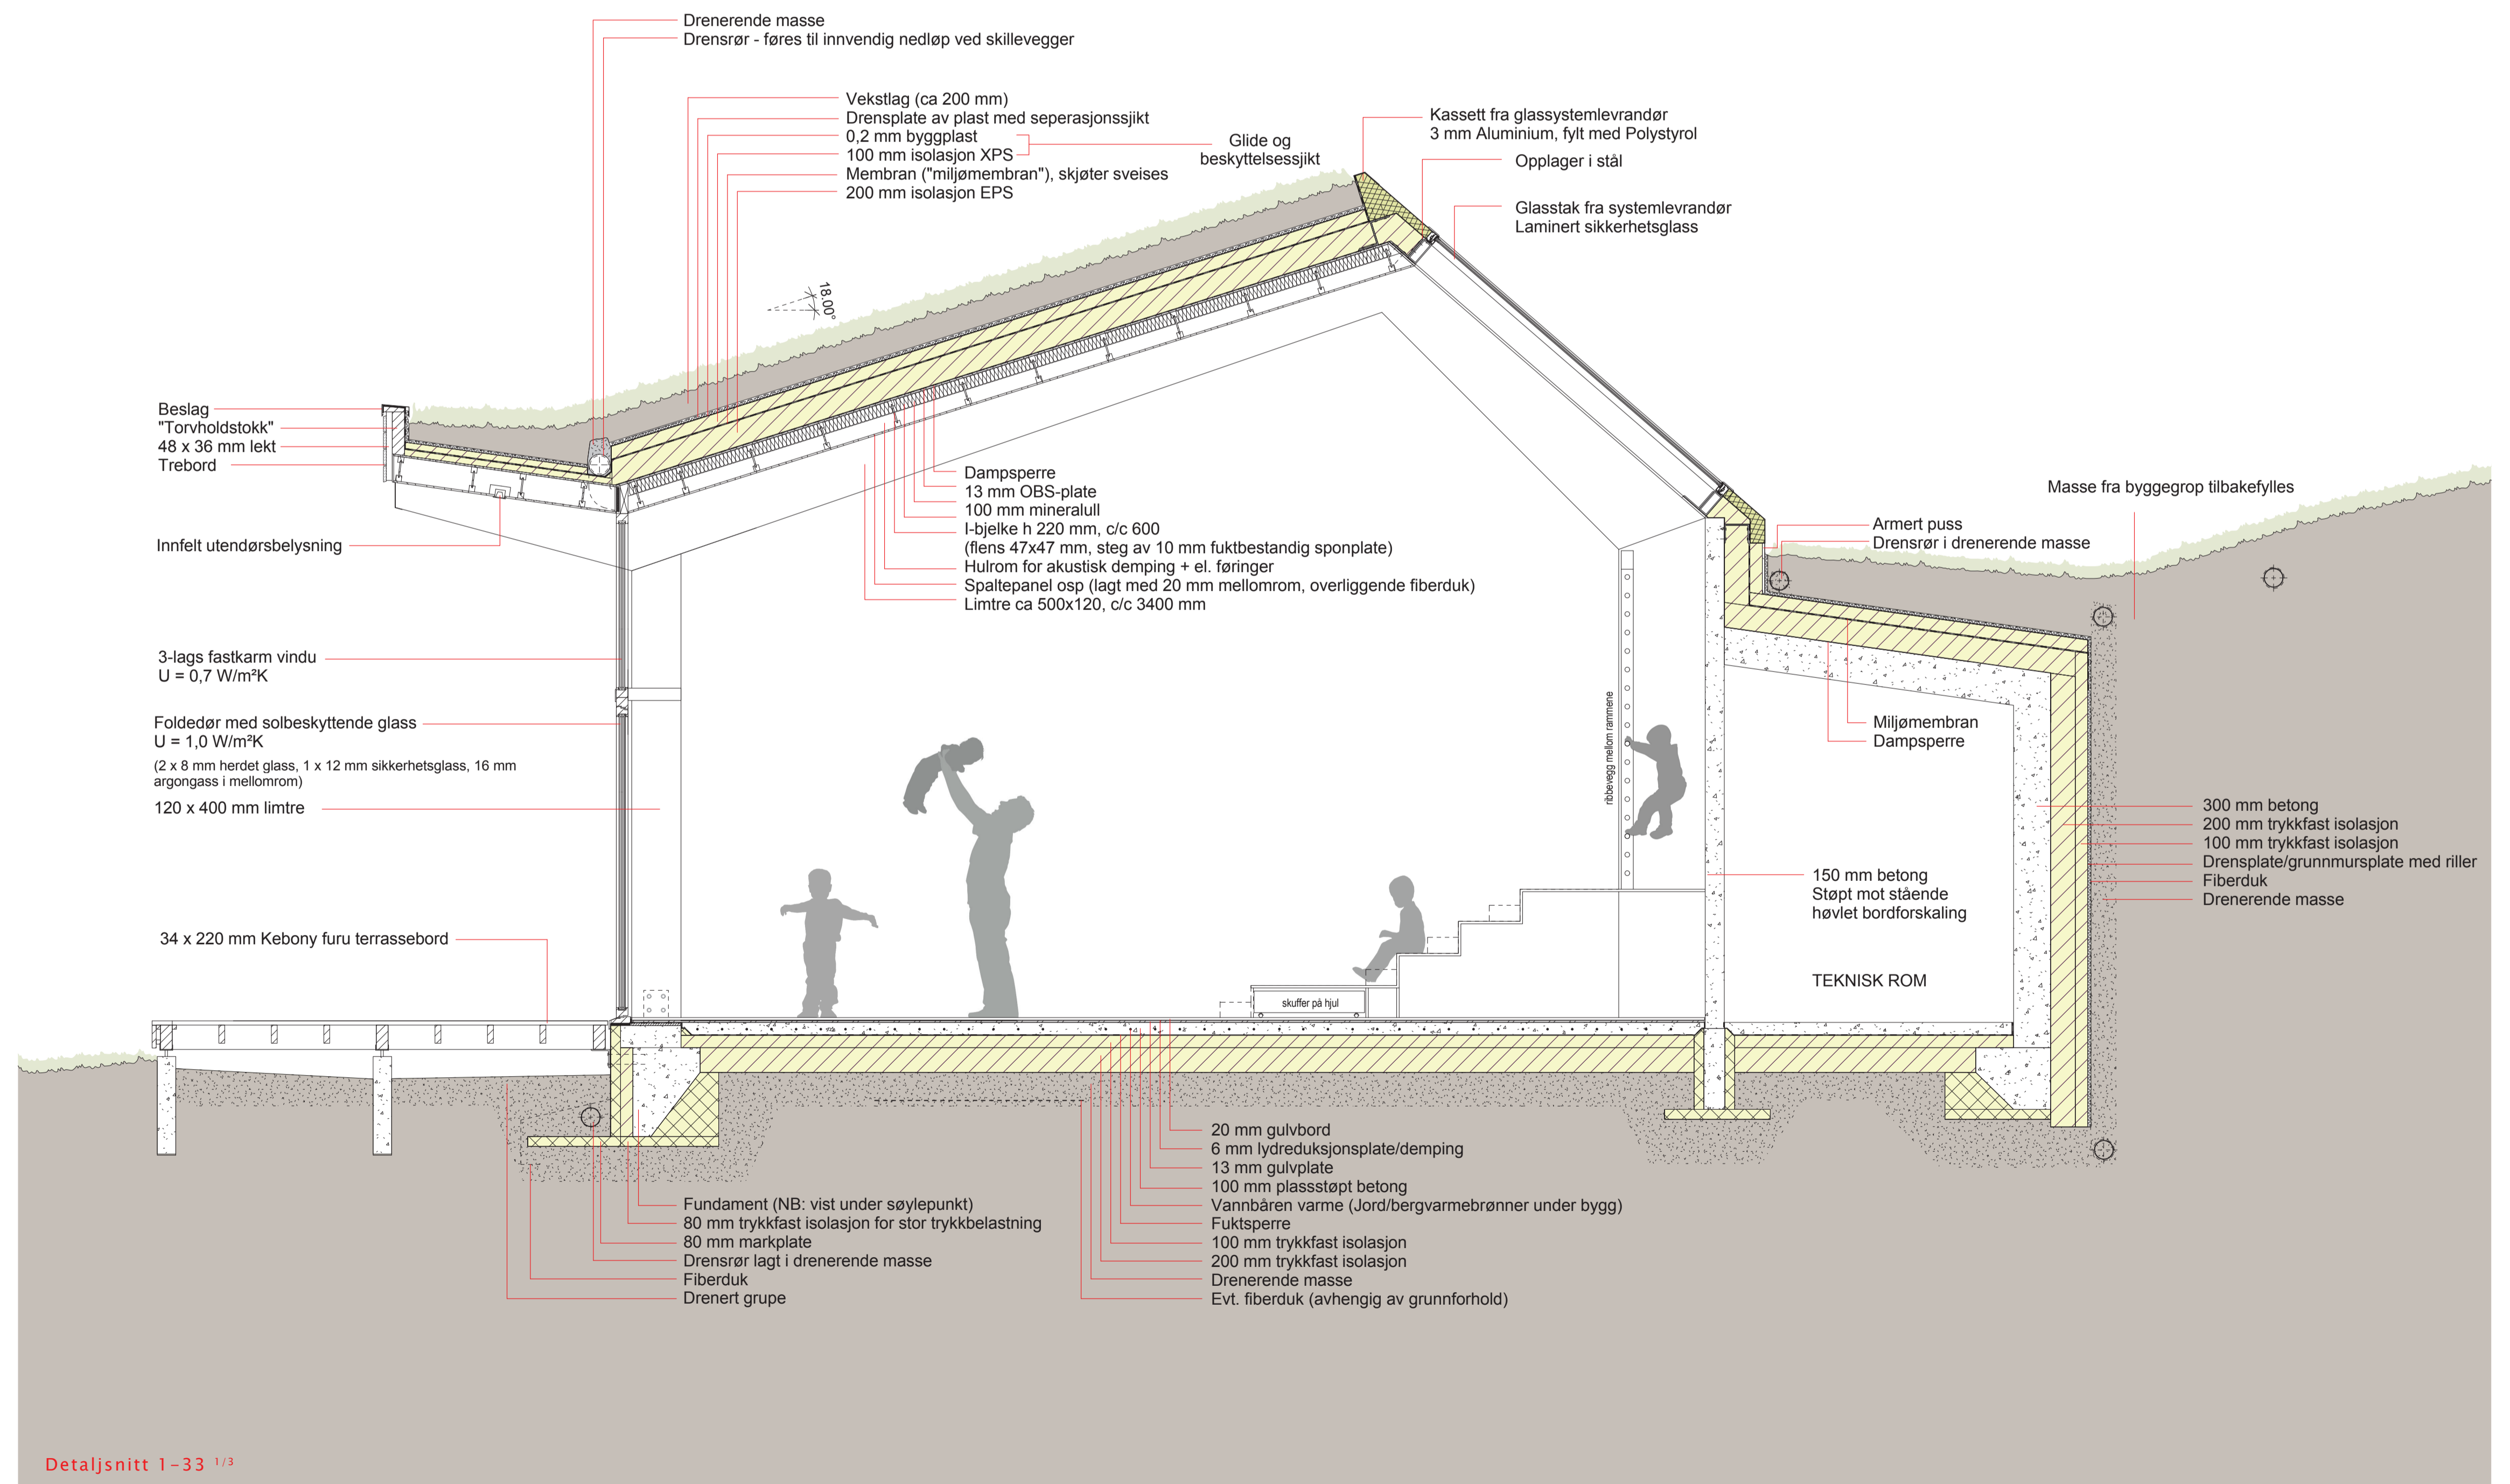 Drenerende masse
Drensrør - føres til innvendig nedløp ved skillevegger
Vekstlag (ca 200 mm)
Drensplate av plast med seperasjonssjikt
0,2 mm byggplast
100 mm isolasjon XPS
Membran ("miljømembran"), skjøter sveises
200 mm isolasjon EPS
Glide og
beskyttelsessjikt
Kassett fra glassystemlevrandør
3 mm Aluminium, fylt med Polystyrol
Opplager i stål
Glasstak fra systemlevrandør
Laminert sikkerhetsglass
18.00°
Beslag
"Torvholdstokk"
48 x 36 mm lekt
Trebord
Innfelt utendørsbelysning
Dampsperre
13 mm OBS-plate
100 mm mineralull
I-bjelke h 220 mm, c/c 600
(flens 47x47 mm, steg av 10 mm fuktbestandig sponplate)
Hulrom for akustisk demping + el. føringer
Spaltepanel osp (lagt med 20 mm mellomrom, overliggende fiberduk)
Limtre ca 500x120, c/c 3400 mm
Masse fra byggegrop tilbakefylles
Armert puss
Drensrør i drenerende masse
3-lags fastkarm vindu
U = 0,7 W/m²K
Foldedør med solbeskyttende glass
U = 1,0 W/m²K
(2 x 8 mm herdet glass, 1 x 12 mm sikkerhetsglass, 16 mm
argongass i mellomrom)
120 x 400 mm limtre
ribbevegg mellom rammene
Miljømembran
Dampsperre
300 mm betong
200 mm trykkfast isolasjon
100 mm trykkfast isolasjon
Drensplate/grunnmursplate med riller
Fiberduk
Drenerende masse
150 mm betong
Støpt mot stående
høvlet bordforskaling
TEKNISK ROM
34 x 220 mm Kebony furu terrassebord
skuffer på hjul
20 mm gulvbord
6 mm lydreduksjonsplate/demping
13 mm gulvplate
100 mm plassstøpt betong
Vannbåren varme (Jord/bergvarmebrønner under bygg)
Fuktsperre
100 mm trykkfast isolasjon
200 mm trykkfast isolasjon
Drenerende masse
Evt. fiberduk (avhengig av grunnforhold)
Fundament (NB: vist under søylepunkt)
80 mm trykkfast isolasjon for stor trykkbelastning
80 mm markplate
Drensrør lagt i drenerende masse
Fiberduk
Drenert grupe
Detaljsnitt 1-33 1/3